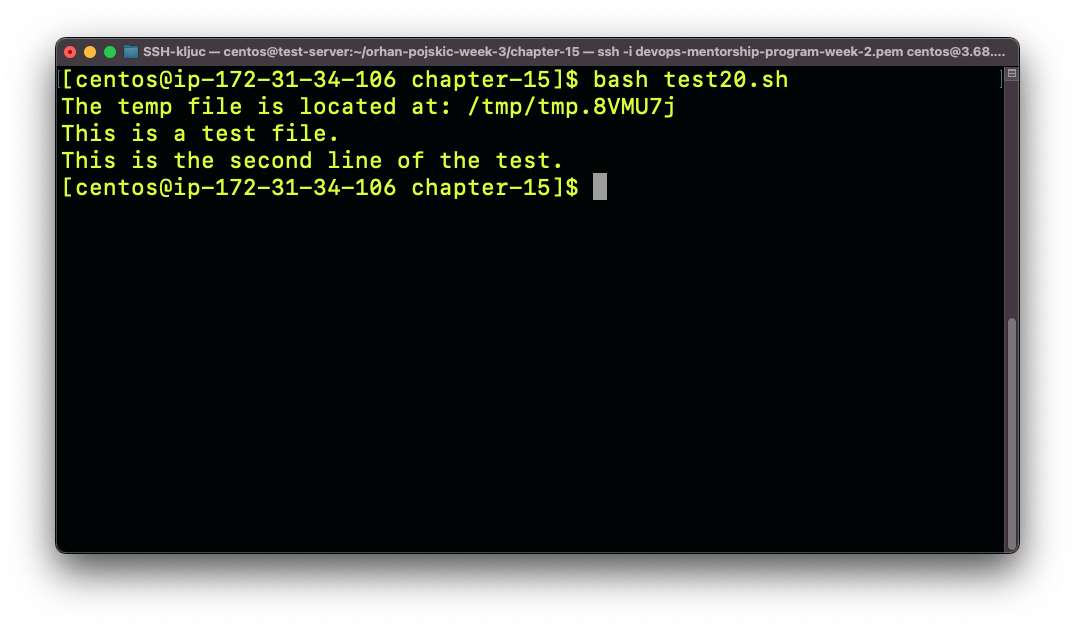 SSH-kljuc — centos@test-server:~/orhan-pojskic-week-3/chapter-15 — ssh -i devops-mentorship-program-week-2.pem centos@3.68....
[[centos@ip-172-31-34-106 chapter-15]$ bash test20.sh ]
The temp file is located at: /tmp/tmp.8VMU7j
This is a test file.
This is the second line of the test.
[centos@ip-172-31-34-106 chapter-15]$